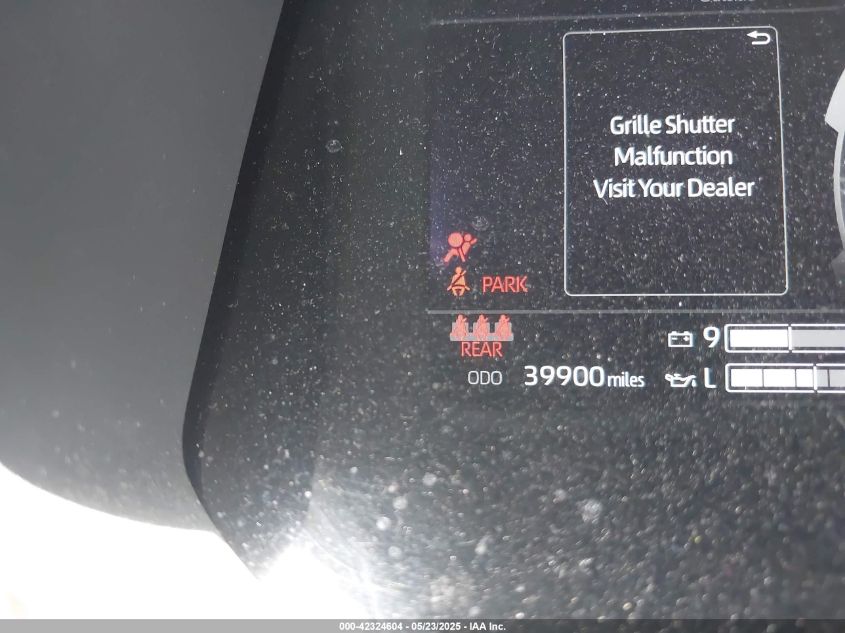 Grille Shutter
Malfunction
Visit Your Dealer
PARK
REAR
9
ODO 39900 miles L
000-42324604 - 05/23/2025 - IAA Inc.